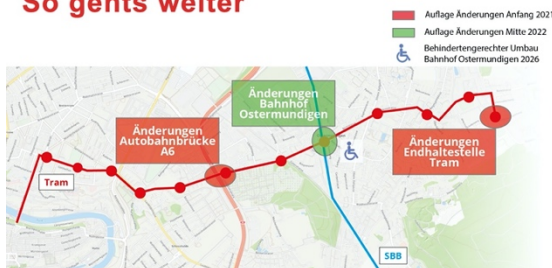 So gehts weiter
Auflage Änderungen Anfang 2021
Auflage Änderungen Mitte 2022
Behindertengerechter Umbau
Bahnhof Ostermundigen 2026
Änderungen
Bahnhof
Ostermundigen
Änderungen
Autobahnbrücke
A6
Änderungen
Endhaltestelle
Tram
Tram
SBB